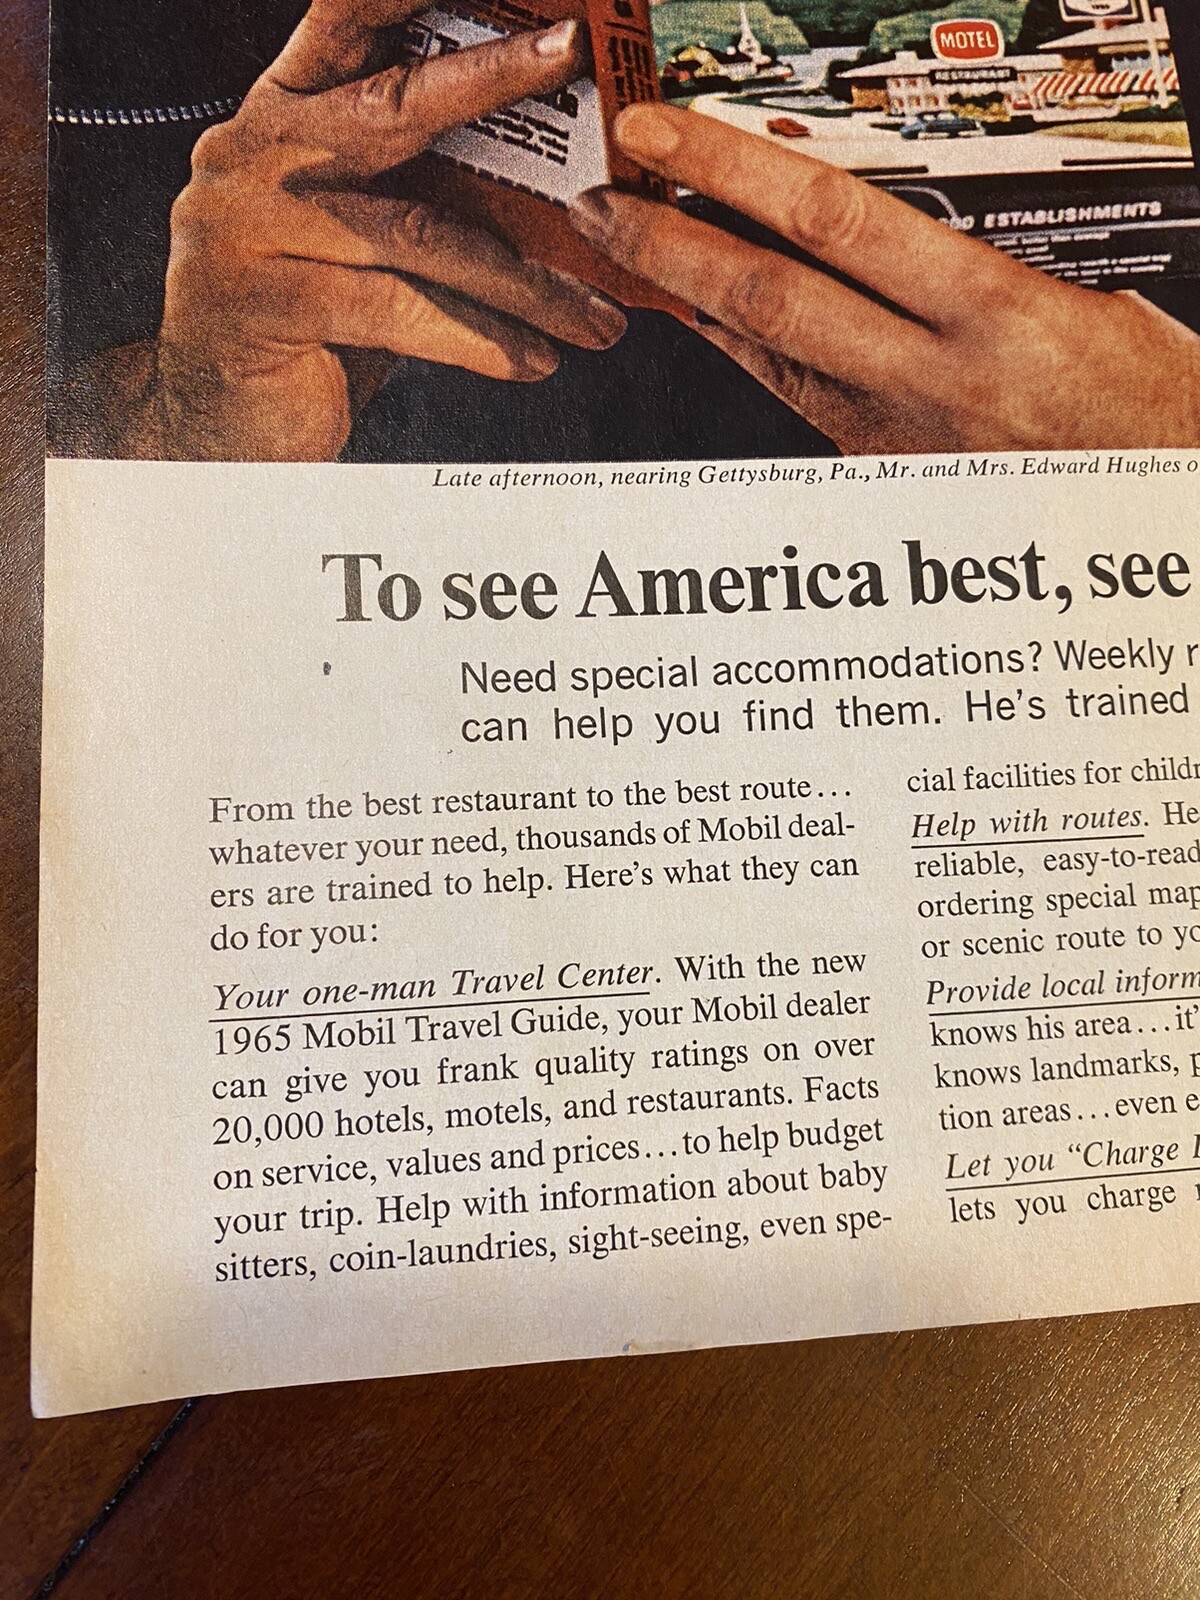 MOTEL
RESTAURANT
ESTABLISHMENTS
Late afternoon, nearing Gettysburg, Pa., Mr. and Mrs. Edward Hughes o
To see America best, see
Need special accommodations? Weekly r
can help you find them. He's trained
From the best restaurant to the best route...
whatever your need, thousands of Mobil deal-
ers are trained to help. Here's what they can
do for you:
Your one-man Travel Center. With the new
1965 Mobil Travel Guide, your Mobil dealer
can give you frank quality ratings on over
20,000 hotels, motels, and restaurants. Facts
on service, values and prices...to help budget
your trip. Help with information about baby
sitters, coin-laundries, sight-seeing, even spe-
cial facilities for childr
Help with routes. He
reliable, easy-to-read
ordering special map
or scenic route to yo
Provide local inform
knows his area...it'
knows landmarks, p
tion areas...even e
Let you "Charge I
lets you charge